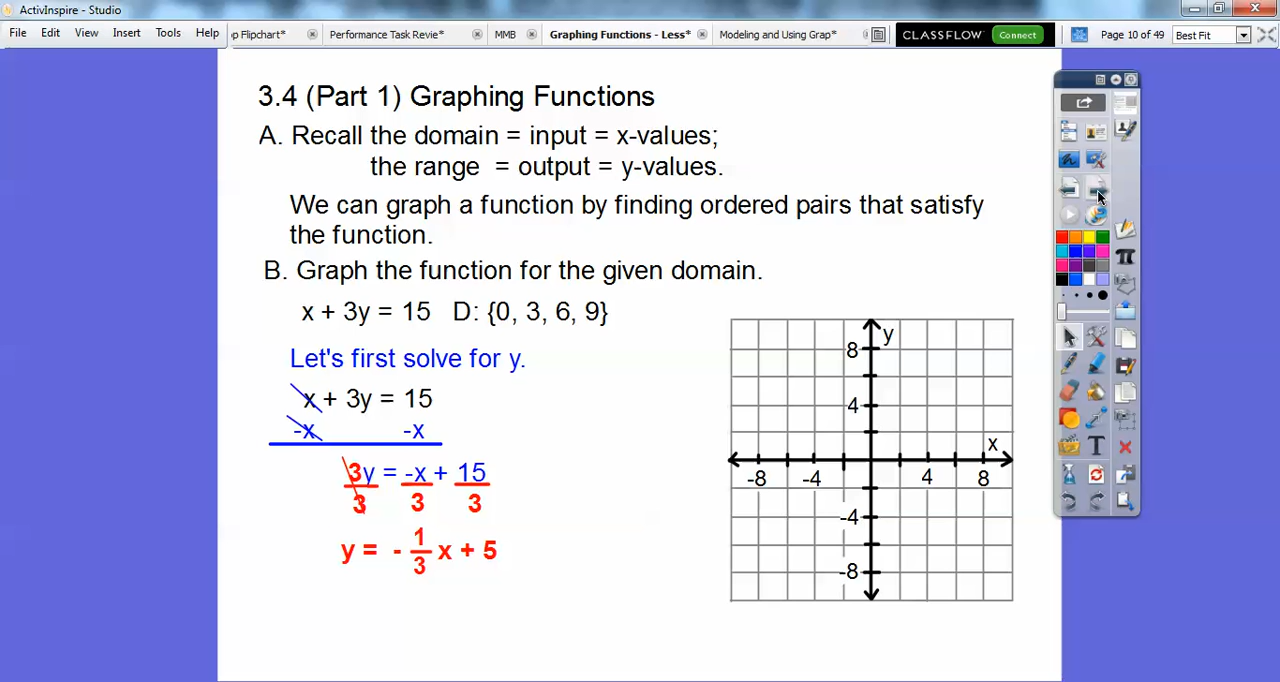 ActivInspire - Studio
File Edit View Insert Tools Help
p Flipchart* Performance Task Revie* MMB Graphing Functions - Less* Modeling and Using Grap* CLASSFLOW Connect Page 10 of 49 Best Fit
3.4 (Part 1) Graphing Functions
A. Recall the domain = input = x-values;
the range = output = y-values.
We can graph a function by finding ordered pairs that satisfy
the function.
B. Graph the function for the given domain.
x + 3y = 15 D: {0, 3, 6, 9}
Let's first solve for y.
x + 3y = 15
-x -x
3y = -x + 15
3 3 3
y = - 1/3 x + 5
y
8
4
x
-8 -4 4 8
-4
-8